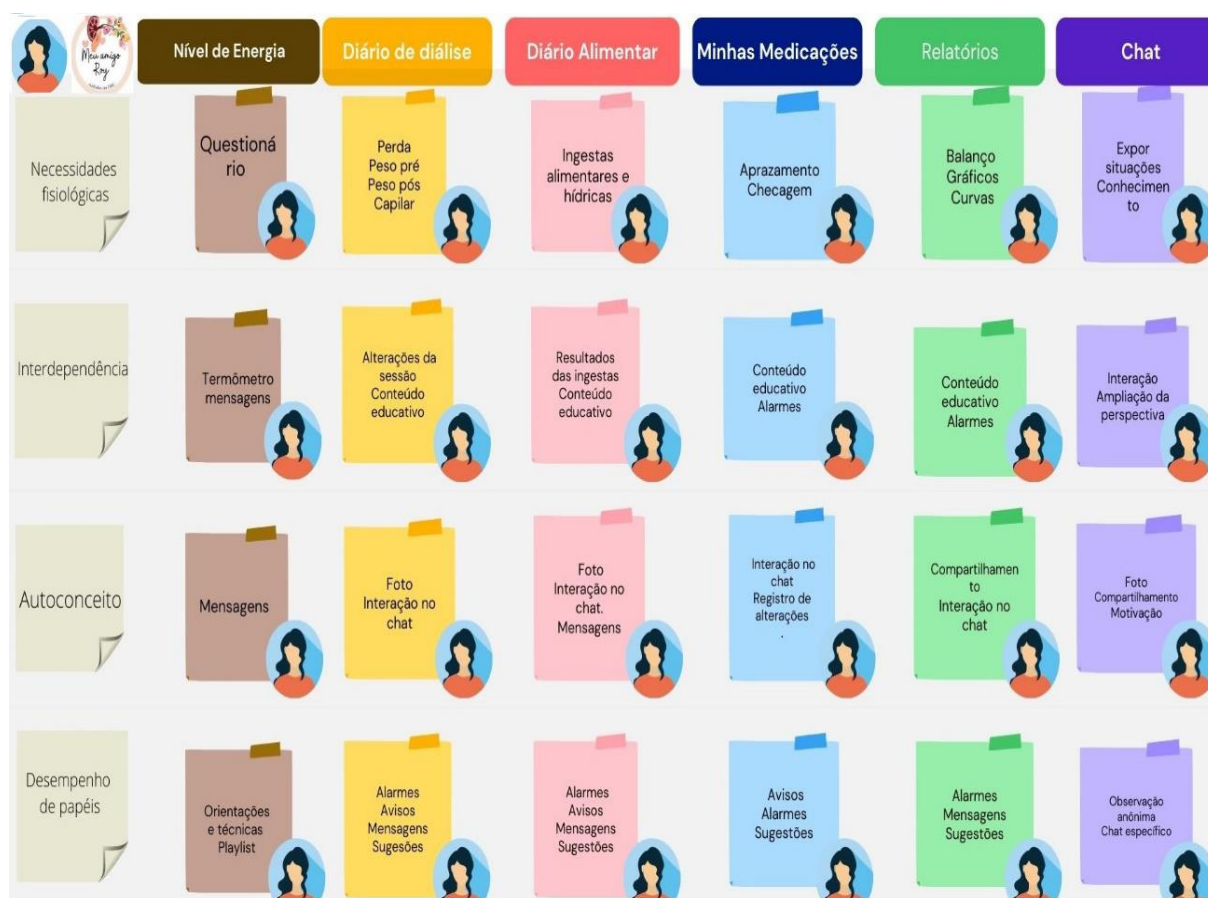 Meu amigo
Roy
Nível de Energia
Diário de diálise
Diário Alimentar
Minhas Medicações
Relatórios
Chat
Necessidades
fisiológicas
Questioná
rio
Perda
Peso pré
Peso pós
Capilar
Ingestas
alimentares e
hídricas
Aprazamento
Checagem
Balanço
Gráficos
Curvas
Expor
situações
Conhecimen
to
Interdependência
Termômetro
mensagens
Alterações da
sessão
Conteúdo
educativo
Resultados
das ingestas
Conteúdo
educativo
Conteúdo
educativo
Alarmes
Conteúdo
educativo
Alarmes
Interação
Ampliação da
perspectiva
Autoconceito
Mensagens
Foto
Interação no
chat
Foto
Interação no
chat.
Mensagens
Interação no
chat
Registro de
alterações
.
Compartilhamen
to
Interação no
chat
Foto
Compartilhamento
Motivação
Desempenho
de papéis
Orientações
e técnicas
Playlist
Alarmes
Avisos
Mensagens
Sugesões
Alarmes
Avisos
Mensagens
Sugestões
Avisos
Alarmes
Sugestões
Alarmes
Mensagens
Sugestões
Observação
anônima
Chat específico